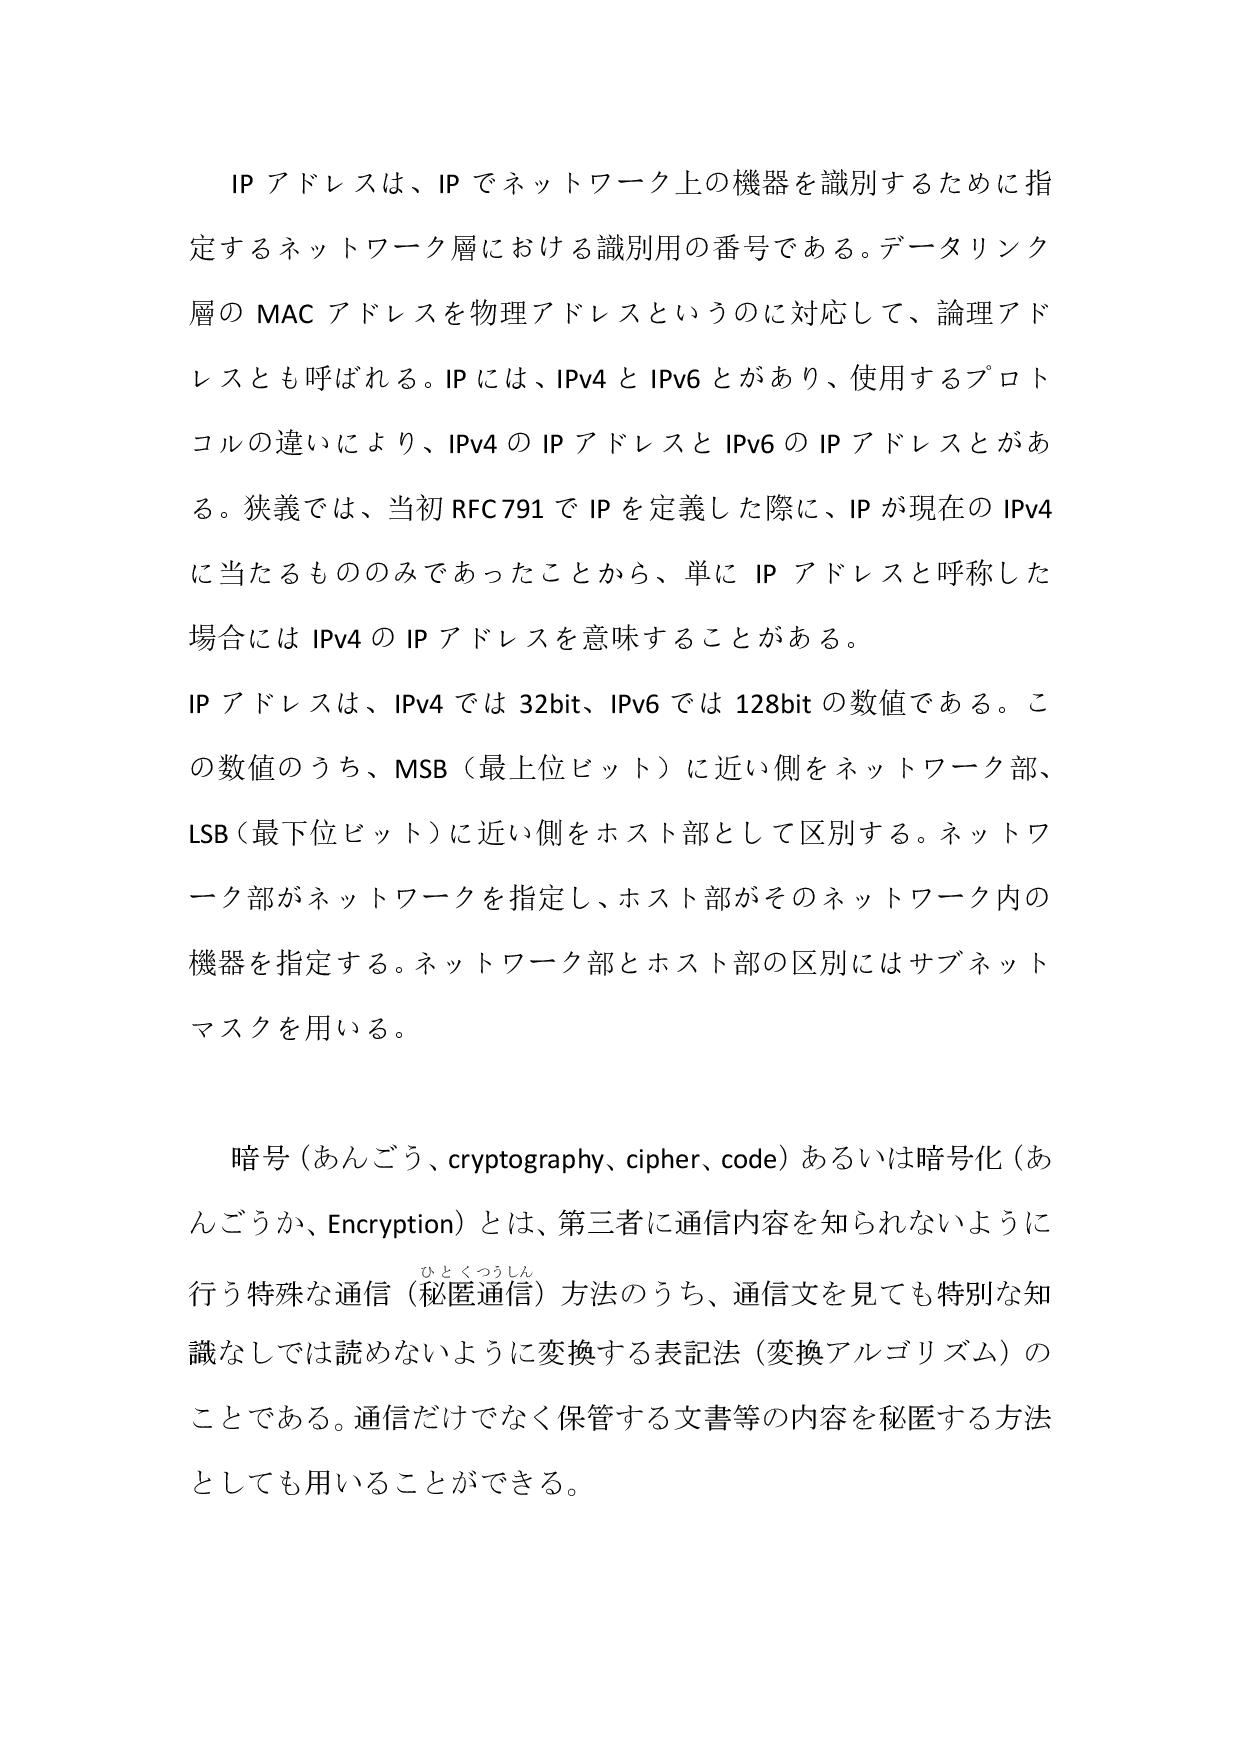 IP アドレスは、IP でネットワーク上の機器を識別するために指
定するネットワーク層における識別用の番号である。データリンク
層の MAC アドレスを物理アドレスというのに対応して、論理アド
レスとも呼ばれる。IP には、IPv4 と IPv6 とがあり、使用するプロト
コルの違いにより、IPv4 の IP アドレスと IPv6 の IP アドレスとがあ
る。狭義では、当初 RFC 791 で IP を定義した際に、IP が現在の IPv4
に当たるもののみであったことから、単に IP アドレスと呼称した
場合には IPv4 の IP アドレスを意味することがある。
IP アドレスは、IPv4 では 32bit、IPv6 では 128bit の数値である。こ
の数値のうち、MSB（最上位ビット）に近い側をネットワーク部、
LSB（最下位ビット）に近い側をホスト部として区別する。ネットワ
ーク部がネットワークを指定し、ホスト部がそのネットワーク内の
機器を指定する。ネットワーク部とホスト部の区別にはサブネット
マスクを用いる。
暗号（あんごう、cryptography、cipher、code）あるいは暗号化（あ
んごうか、Encryption）とは、第三者に通信内容を知られないように
ひとくつうしん
行う特殊な通信（秘匿通信）方法のうち、通信文を見ても特別な知
識なしでは読めないように変換する表記法（変換アルゴリズム）の
ことである。通信だけでなく保管する文書等の内容を秘匿する方法
としても用いることができる。